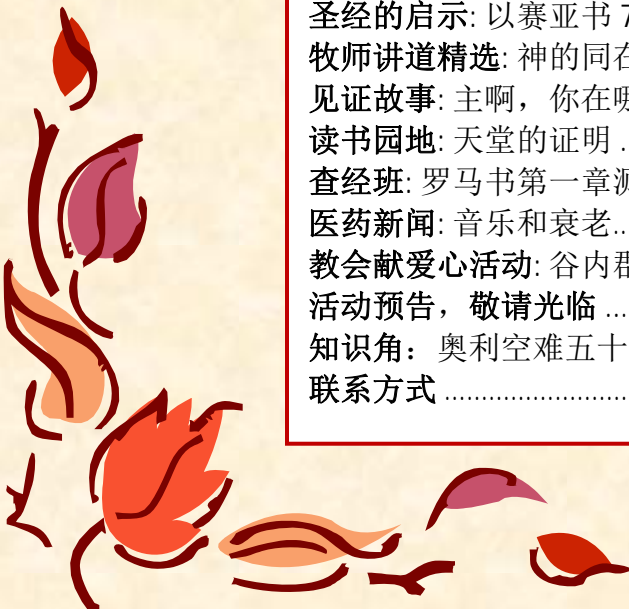 圣经的启示: 以赛亚书 7
牧师讲道精选: 神的同在
见证故事: 主啊，你在哪
读书园地: 天堂的证明 ..
查经班: 罗马书第一章测
医药新闻: 音乐和衰老...
教会献爱心活动: 谷内群
活动预告，敬请光临 ...
知识角：奥利空难五十
联系方式 .........................